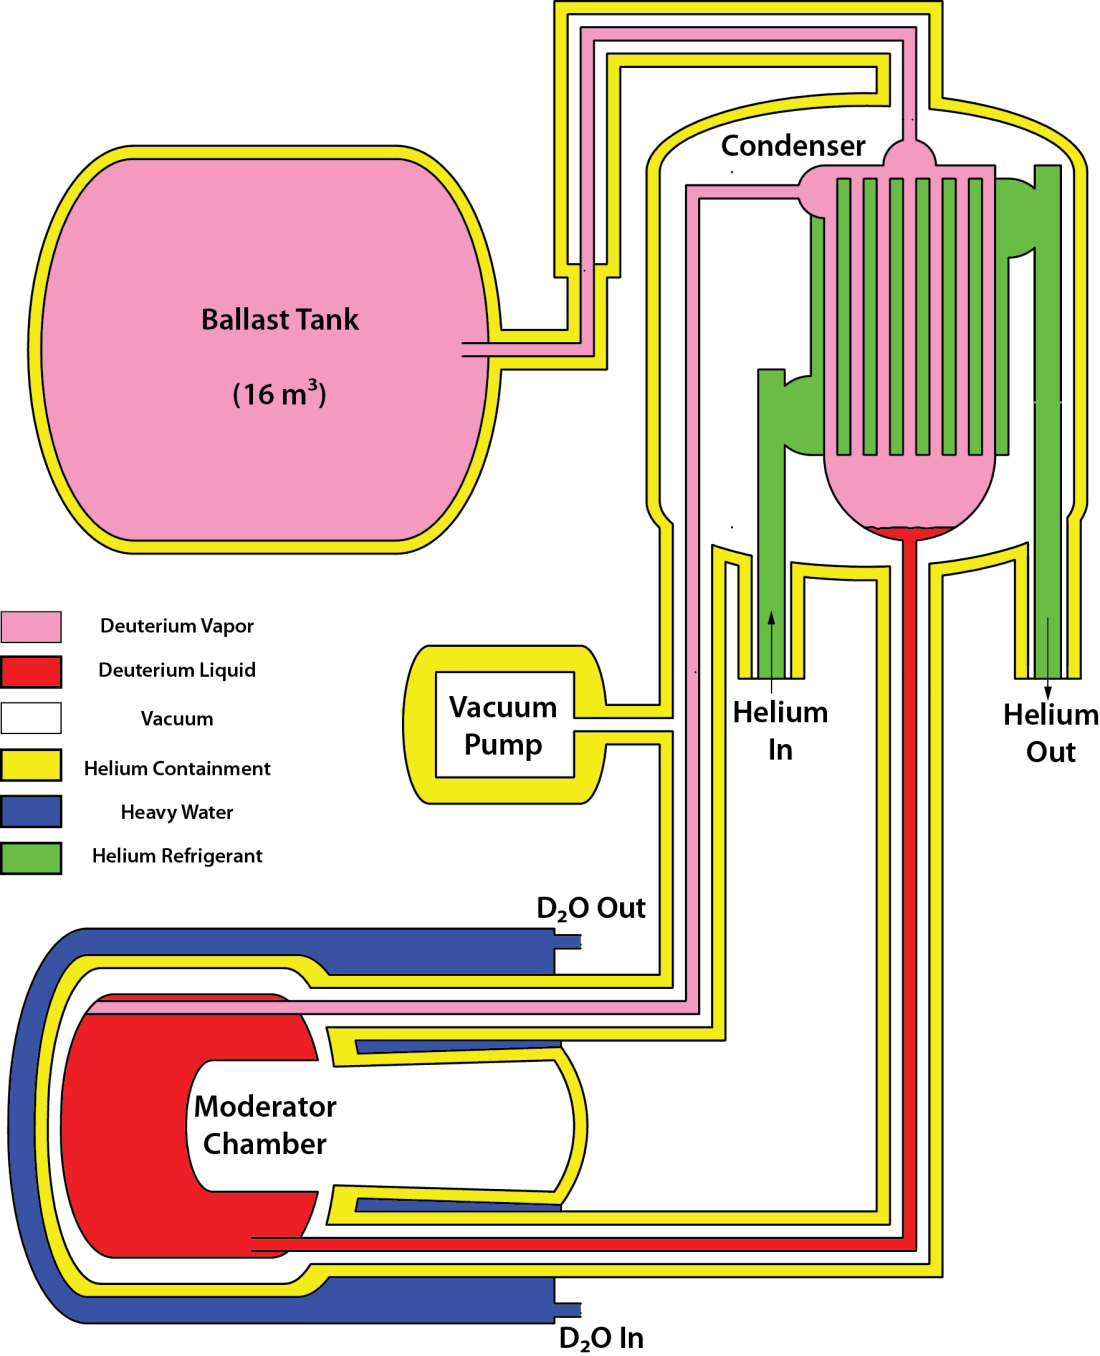 Condenser
Ballast Tank
(16 m³)
Deuterium Vapor
Deuterium Liquid
Vacuum
Helium Containment
Heavy Water
Helium Refrigerant
Vacuum
Pump
Helium
In
Helium
Out
D₂O Out
Moderator
Chamber
D₂O In